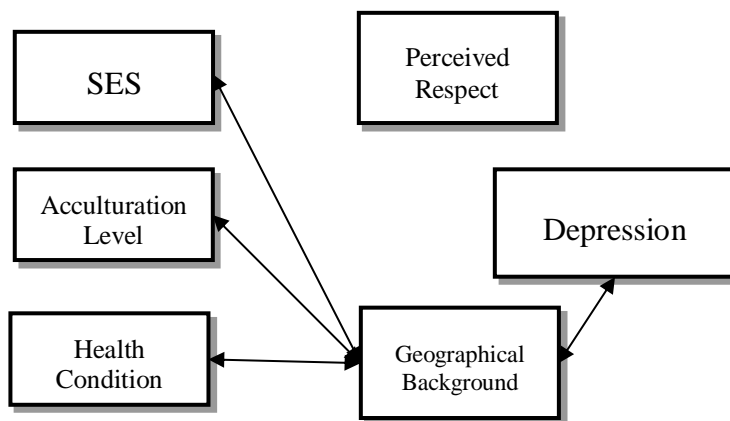 SES
Perceived
Respect
Acculturation
Level
Depression
Health
Condition
Geographical
Background